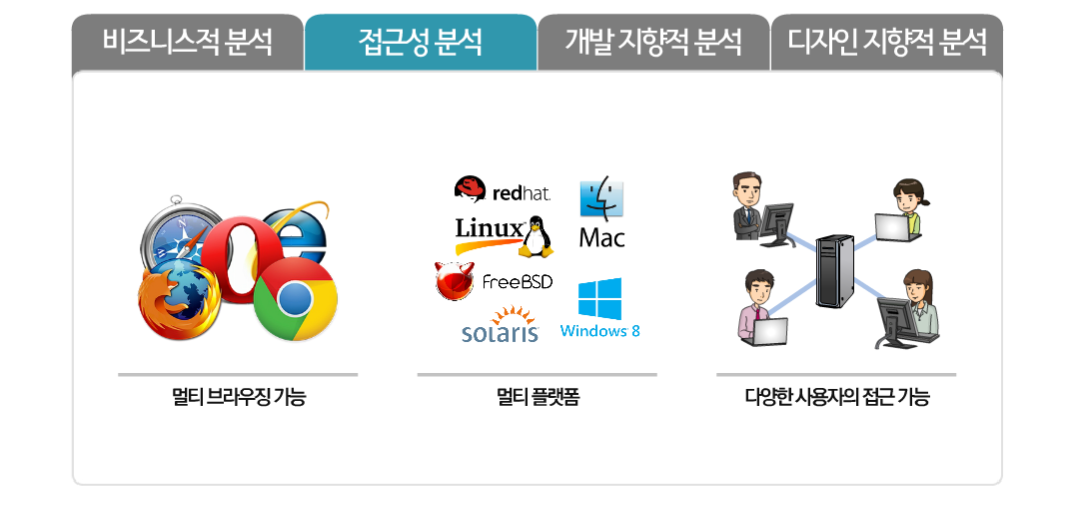 비즈니스적 분석
접근성 분석
개발 지향적 분석
디자인 지향적 분석
redhat.
Linux
Mac
FreeBSD
solaris
Windows 8
멀티 브라우징 가능
멀티 플랫폼
다양한 사용자의 접근 가능